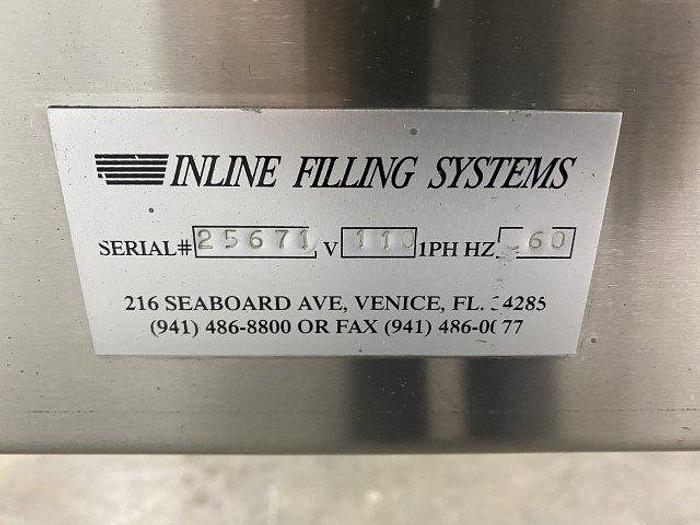 INLINE FILLING SYSTEMS
SERIAL# 25671 V 110 1PH HZ 60
216 SEABOARD AVE, VENICE, FL.
(941) 486-8800 OR FAX (941)